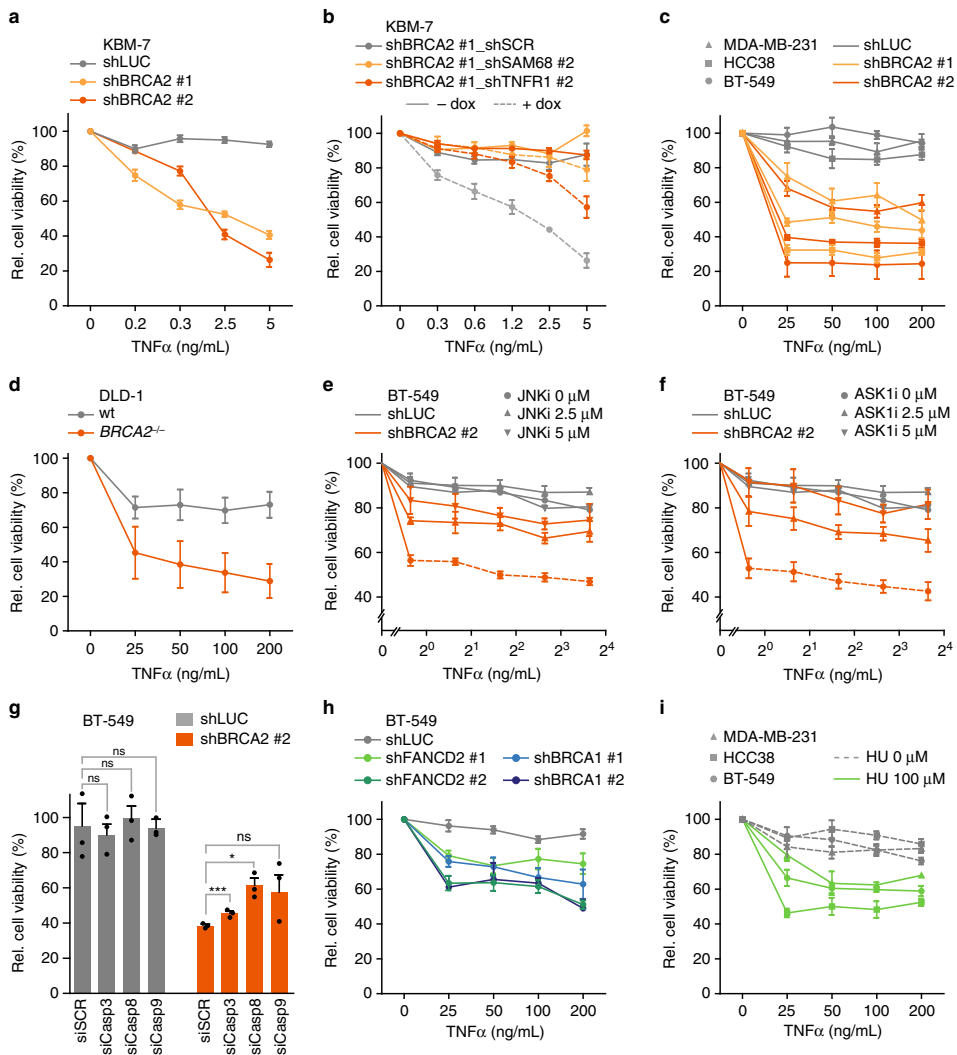 a
KBM-7
shLUC
shBRCA2 #1
shBRCA2 #2
Rel. cell viability (%)
100
80
60
40
20
0
0 0.2 0.3 2.5 5
TNFα (ng/mL)
b
KBM-7
shBRCA2 #1_shSCR
shBRCA2 #1_shSAM68 #2
shBRCA2 #1_shTNFR1 #2
– dox + dox
Rel. cell viability (%)
100
80
60
40
20
0
0 0.3 0.6 1.2 2.5 5
TNFα (ng/mL)
c
MDA-MB-231 shLUC
HCC38 shBRCA2 #1
BT-549 shBRCA2 #2
Rel. cell viability (%)
100
80
60
40
20
0
0 25 50 100 200
TNFα (ng/mL)
d
DLD-1
wt
BRCA2–/–
Rel. cell viability (%)
100
80
60
40
20
0
0 25 50 100 200
TNFα (ng/mL)
e
BT-549 JNKi 0 μM
shLUC JNKi 2.5 μM
shBRCA2 #2 JNKi 5 μM
Rel. cell viability (%)
100
80
60
40
0 2⁰ 2¹ 2² 2³ 2⁴
TNFα (ng/mL)
f
BT-549 ASK1i 0 μM
shLUC ASK1i 2.5 μM
shBRCA2 #2 ASK1i 5 μM
Rel. cell viability (%)
100
80
60
40
0 2⁰ 2¹ 2² 2³ 2⁴
TNFα (ng/mL)
g
BT-549 shLUC
shBRCA2 #2
Rel. cell viability (%)
120
100
80
60
40
20
0
ns
ns
ns
ns
*
***
siSCR siCasp3 siCasp8 siCasp9 siSCR siCasp3 siCasp8 siCasp9
h
BT-549
shLUC
shFANCD2 #1 shBRCA1 #1
shFANCD2 #2 shBRCA1 #2
Rel. cell viability (%)
100
80
60
40
20
0
0 25 50 100 200
TNFα (ng/mL)
i
MDA-MB-231
HCC38 HU 0 μM
BT-549 HU 100 μM
Rel. cell viability (%)
100
80
60
40
20
0
0 25 50 100 200
TNFα (ng/mL)